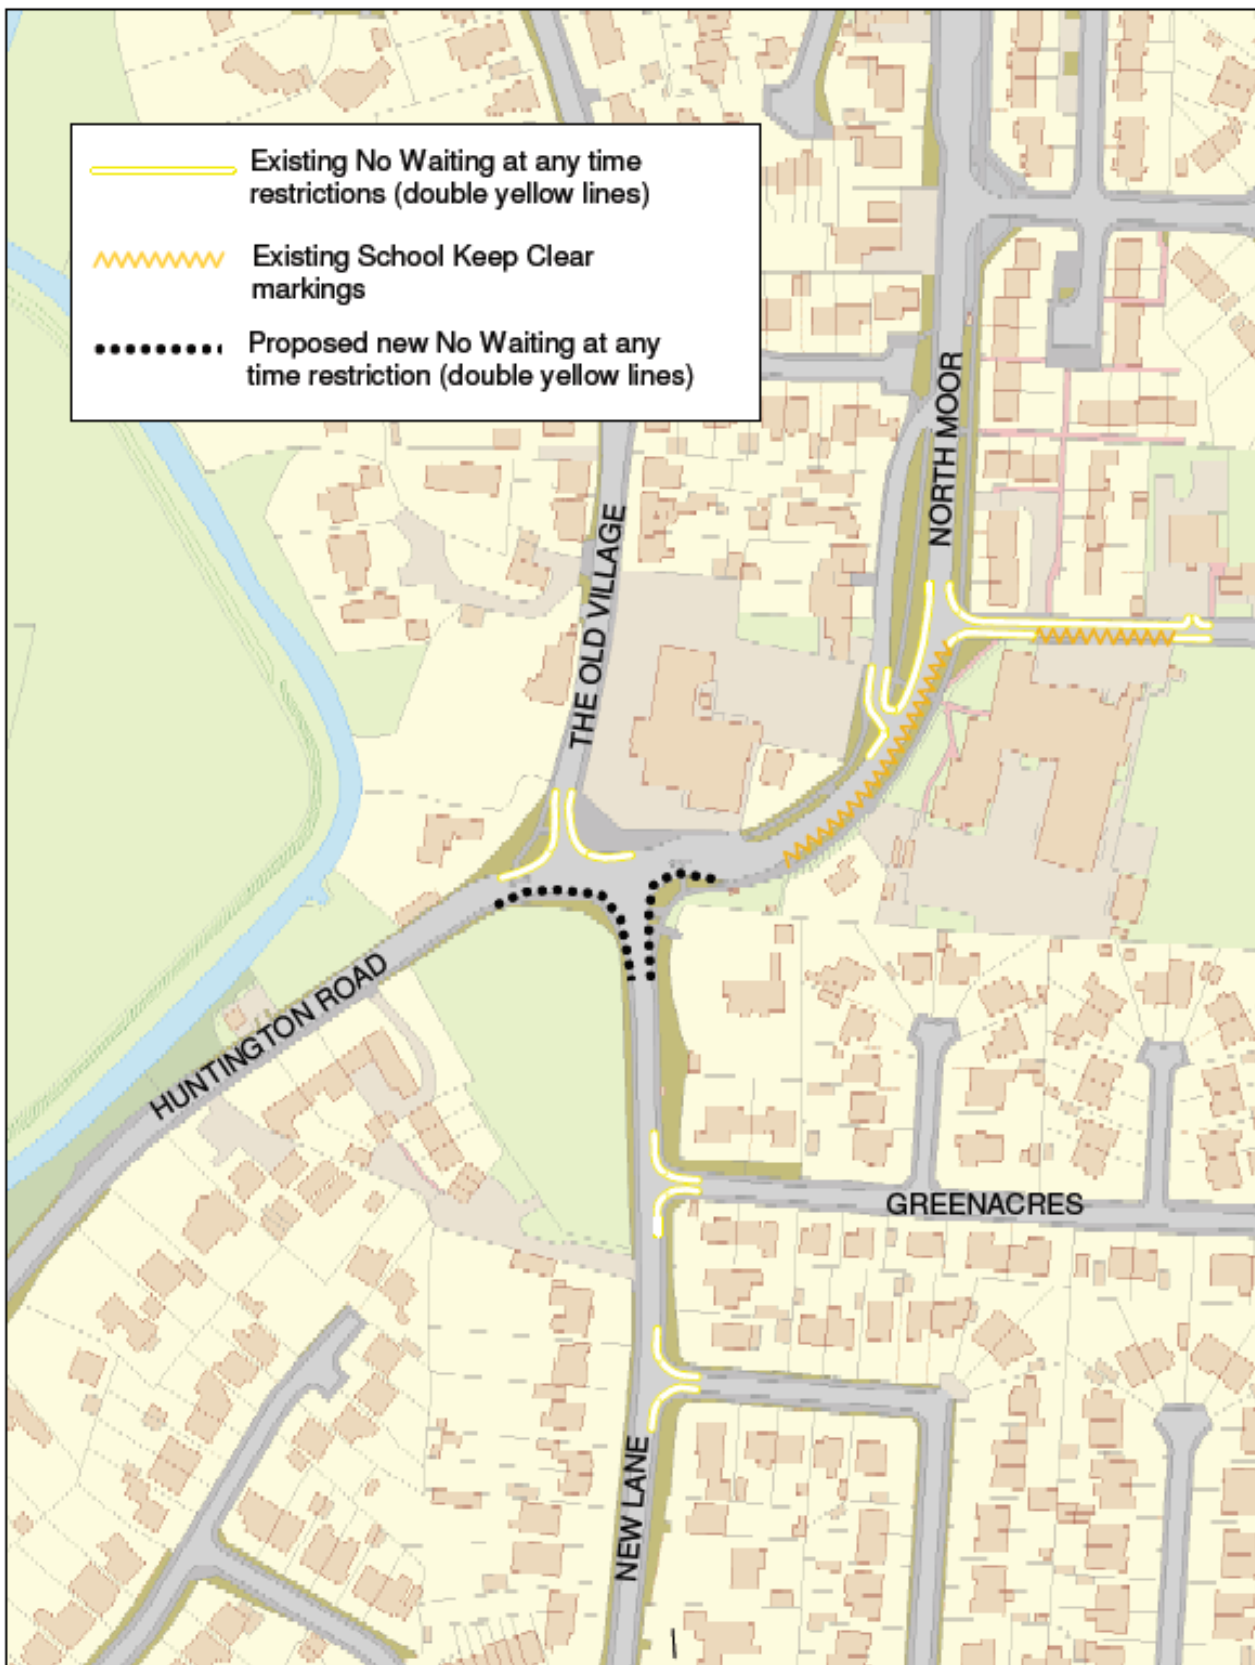 Existing No Waiting at any time
restrictions (double yellow lines)
Existing School Keep Clear
markings
Proposed new No Waiting at any
time restriction (double yellow lines)
NORTH MOOR
THE OLD VILLAGE
HUNTINGTON ROAD
GREENACRES
NEW LANE